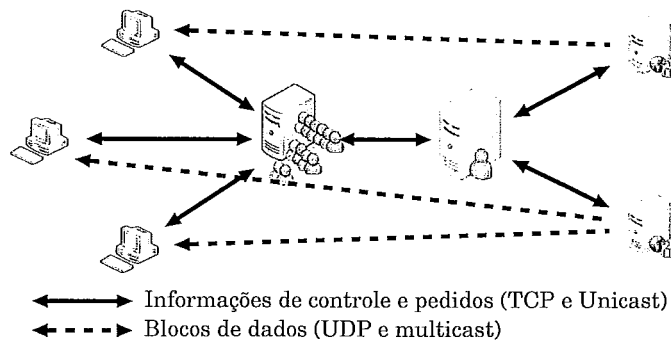 Informações de controle e pedidos (TCP e Unicast)
Blocos de dados (UDP e multicast)